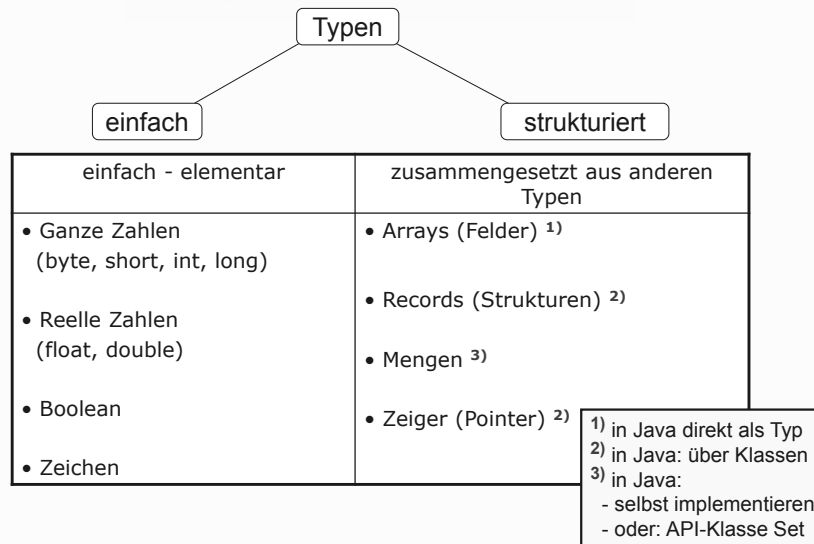 Typen
einfach
strukturiert
einfach - elementar
zusammengesetzt aus anderen
Typen
• Ganze Zahlen
(byte, short, int, long)
• Reelle Zahlen
(float, double)
• Boolean
• Zeichen
• Arrays (Felder) 1)
• Records (Strukturen) 2)
• Mengen 3)
• Zeiger (Pointer) 2)
1) in Java direkt als Typ
2) in Java: über Klassen
3) in Java:
- selbst implementieren
- oder: API-Klasse Set